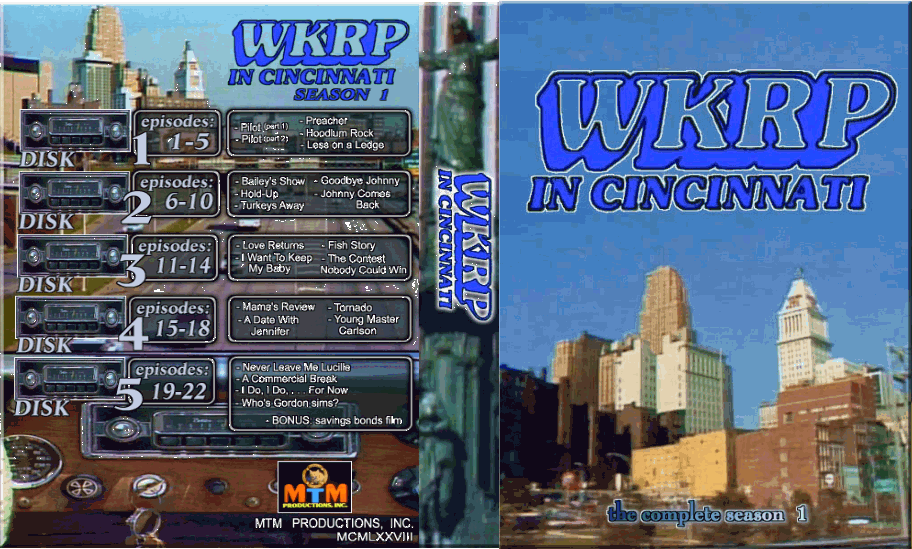 WKRP
IN CINCINNATI
SEASON 1
DISK 1
episodes:
1-5
- Pilot (part 1)
- Pilot (part 2)
- Preacher
- Hoodlum Rock
- Less on a Ledge
DISK 2
episodes:
6-10
- Bailey's Show
- Hold-Up
- Turkeys Away
- Goodbye Johnny
- Johnny Comes
Back
DISK 3
episodes:
11-14
- Love Returns
- I Want To Keep
My Baby
- Fish Story
- The Contest
Nobody Could Win
DISK 4
episodes:
15-18
- Mama's Review
- A Date With
Jennifer
- Tornado
- Young Master
Carlson
DISK 5
episodes:
19-22
- Never Leave Me Lucille
- A Commercial Break
- I Do, I Do, . . . For Now
- Who's Gordon sims?
- BONUS: savings bonds film
MTM
PRODUCTIONS, INC.
MTM PRODUCTIONS, INC.
MCMLXXVIII
WKRP
IN CINCINNATI
WKRP
IN CINCINNATI
the complete season 1